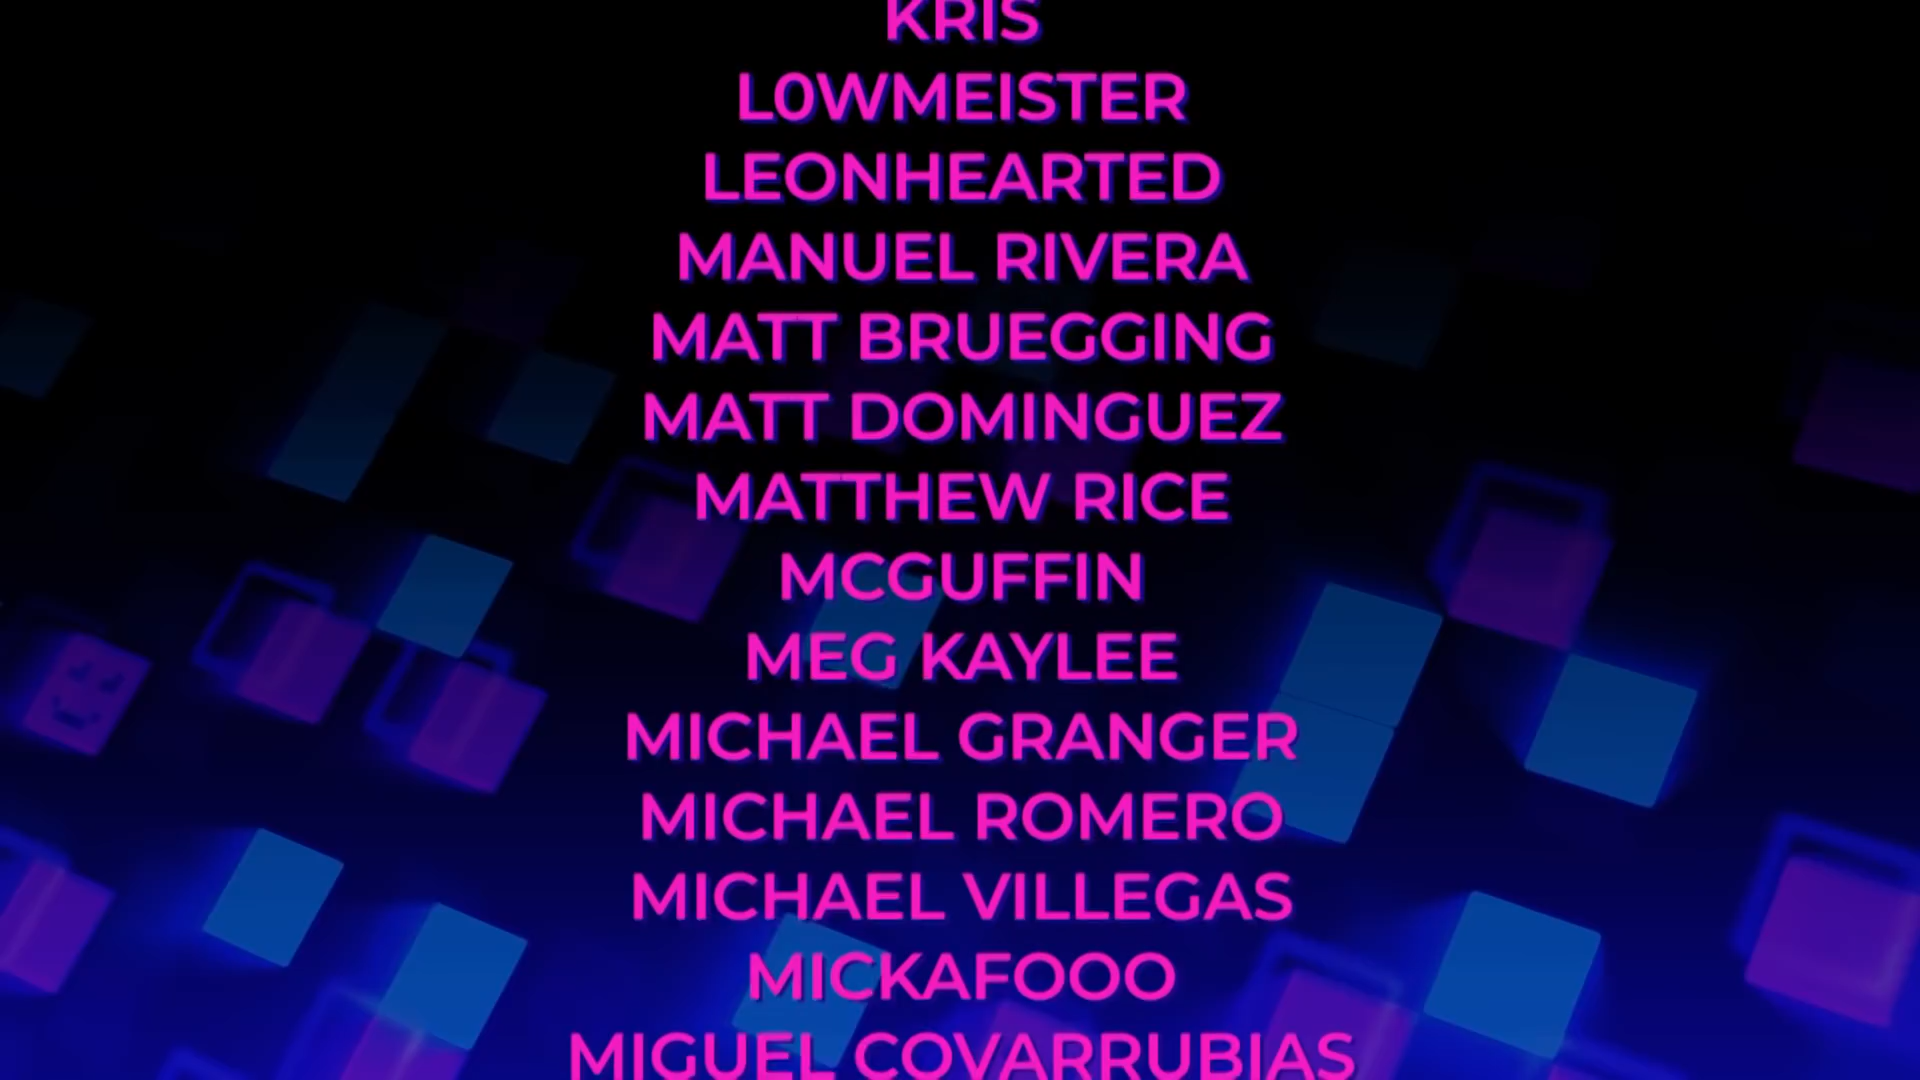 KRIS
L0WMEISTER
LEONHEARTED
MANUEL RIVERA
MATT BRUEGGING
MATT DOMINGUEZ
MATTHEW RICE
MCGUFFIN
MEG KAYLEE
MICHAEL GRANGER
MICHAEL ROMERO
MICHAEL VILLEGAS
MICKAFOOO
MIGUEL COVARRUBIAS